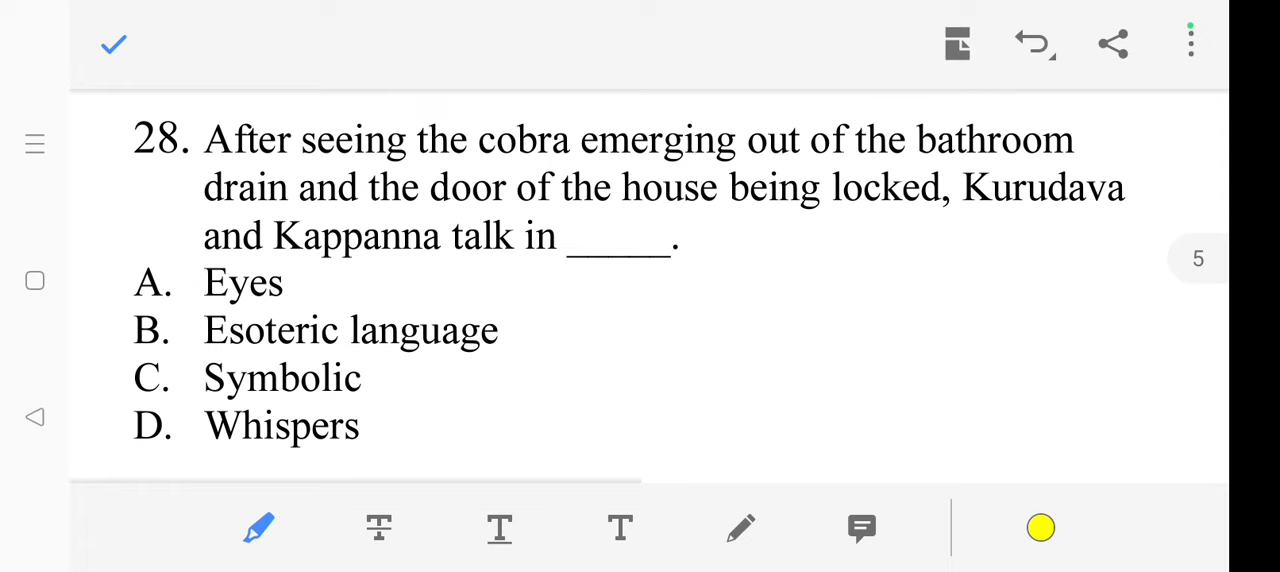 28. After seeing the cobra emerging out of the bathroom
drain and the door of the house being locked, Kurudava
and Kappanna talk in _____.
A. Eyes
B. Esoteric language
C. Symbolic
D. Whispers
5
T
T
T